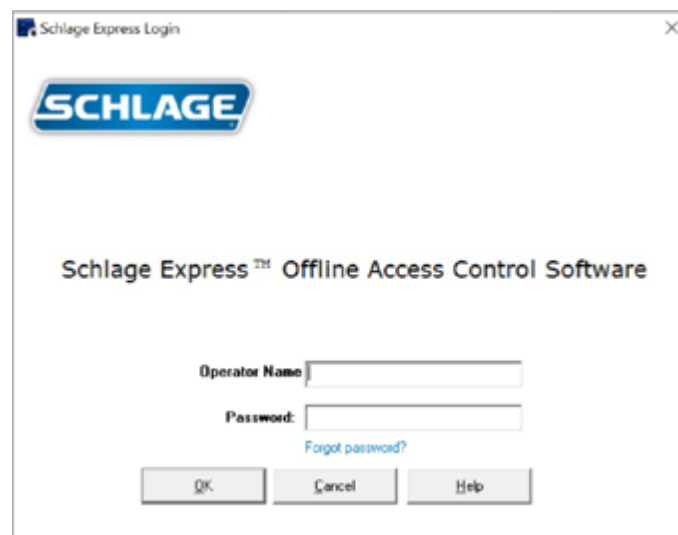 Schlage Express Login
SCHLAGE
Schlage Express™ Offline Access Control Software
Operator Name
Password:
Forgot password?
OK
Cancel
Help